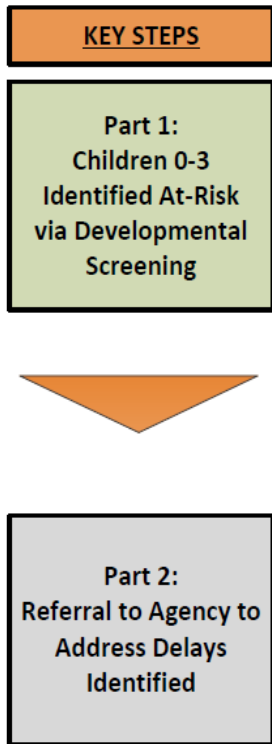 KEY STEPS
Part 1:
Children 0-3
Identified At-Risk
via Developmental
Screening
Part 2:
Referral to Agency to
Address Delays
Identified